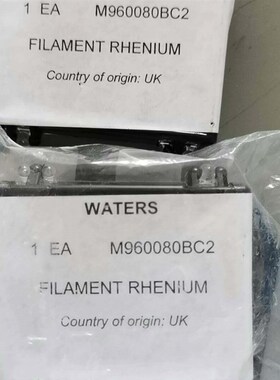 1 EA M960080BC2
FILAMENT RHENIUM
Country of origin: UK
WATERS
1 EA M960080BC2
FILAMENT RHENIUM
Country of origin: UK